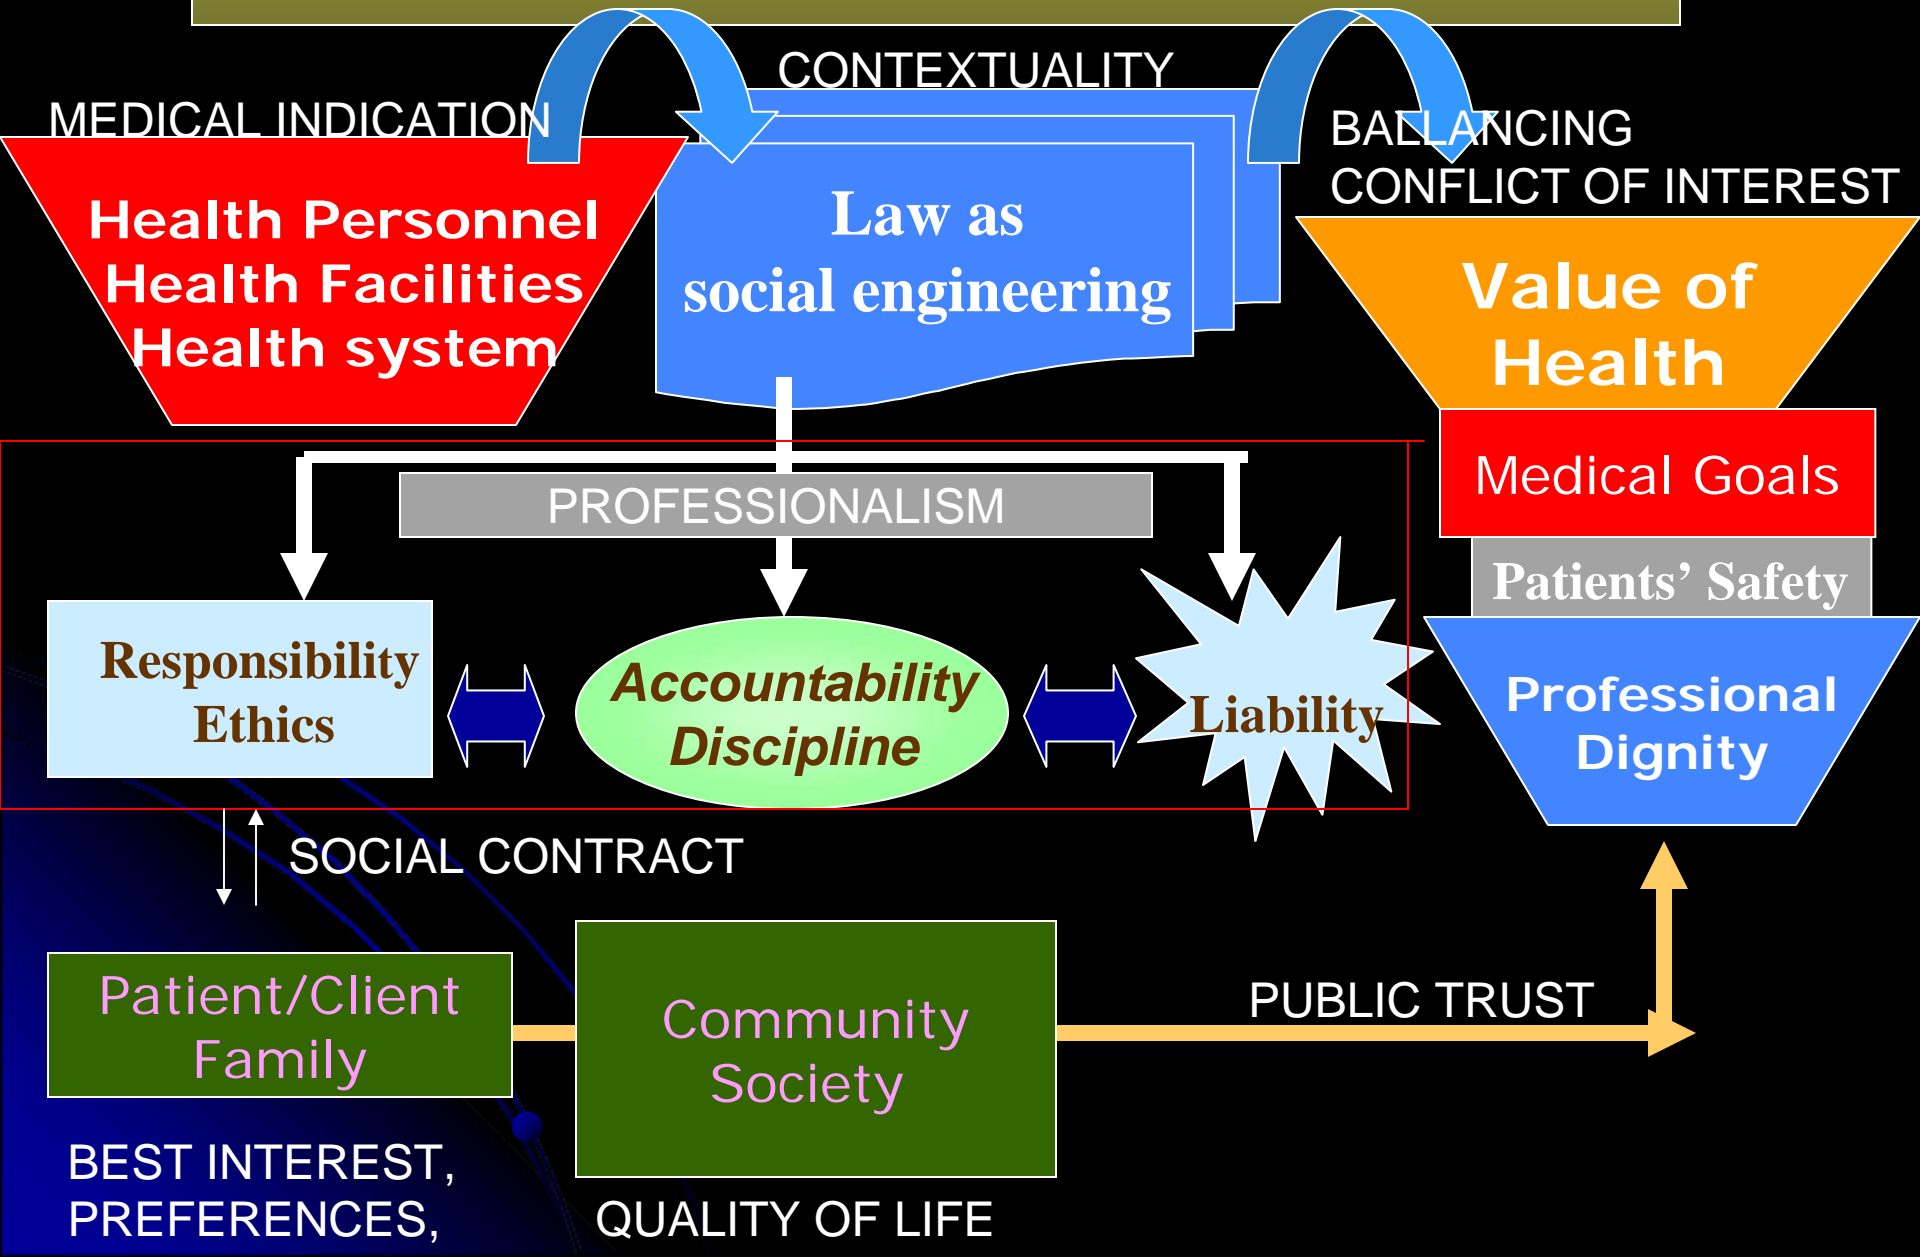 CONTEXTUALITY
MEDICAL INDICATION
BALLANCING
CONFLICT OF INTEREST
Health Personnel
Health Facilities
Health system
Law as
social engineering
Value of
Health
Medical Goals
PROFESSIONALISM
Patients’ Safety
Responsibility
Ethics
Accountability
Discipline
Liability
Professional
Dignity
SOCIAL CONTRACT
Patient/Client
Family
Community
Society
PUBLIC TRUST
BEST INTEREST,
PREFERENCES,
QUALITY OF LIFE